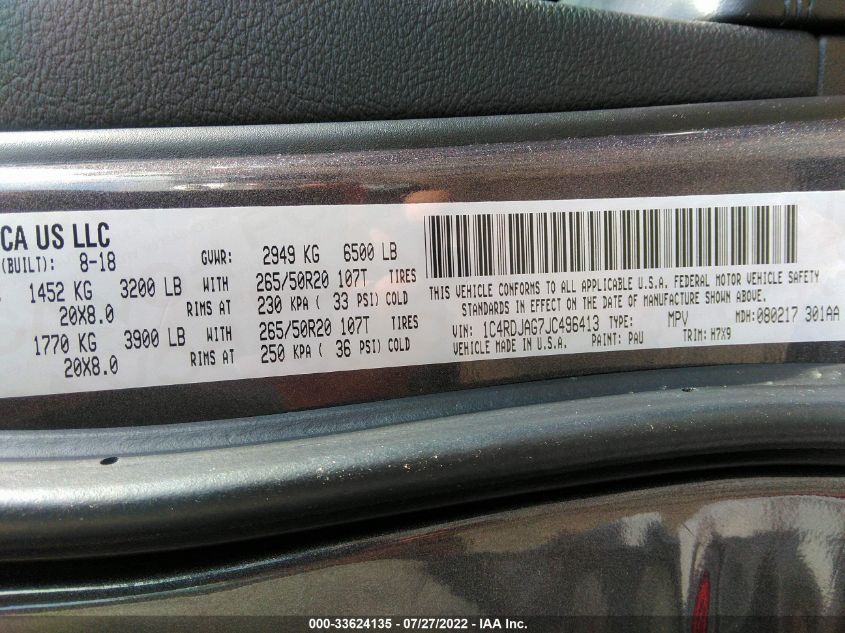 CA US LLC
(BUILT): 8-18
GVWR: 2949 KG 6500 LB
1452 KG 3200 LB WITH 265/50R20 107T TIRES
20X8.0 RIMS AT 230 KPA ( 33 PSI) COLD
1770 KG 3900 LB WITH 265/50R20 107T TIRES
20X8.0 RIMS AT 250 KPA ( 36 PSI) COLD
THIS VEHICLE CONFORMS TO ALL APPLICABLE U.S.A. FEDERAL MOTOR VEHICLE SAFETY
STANDARDS IN EFFECT ON THE DATE OF MANUFACTURE SHOWN ABOVE.
VIN: 1C4RDJAG7JC496413 TYPE: MPV MDH: 080217 301AA
VEHICLE MADE IN U.S.A. PAINT: PAU TRIM: H7X9
000-33624135 - 07/27/2022 - IAA Inc.